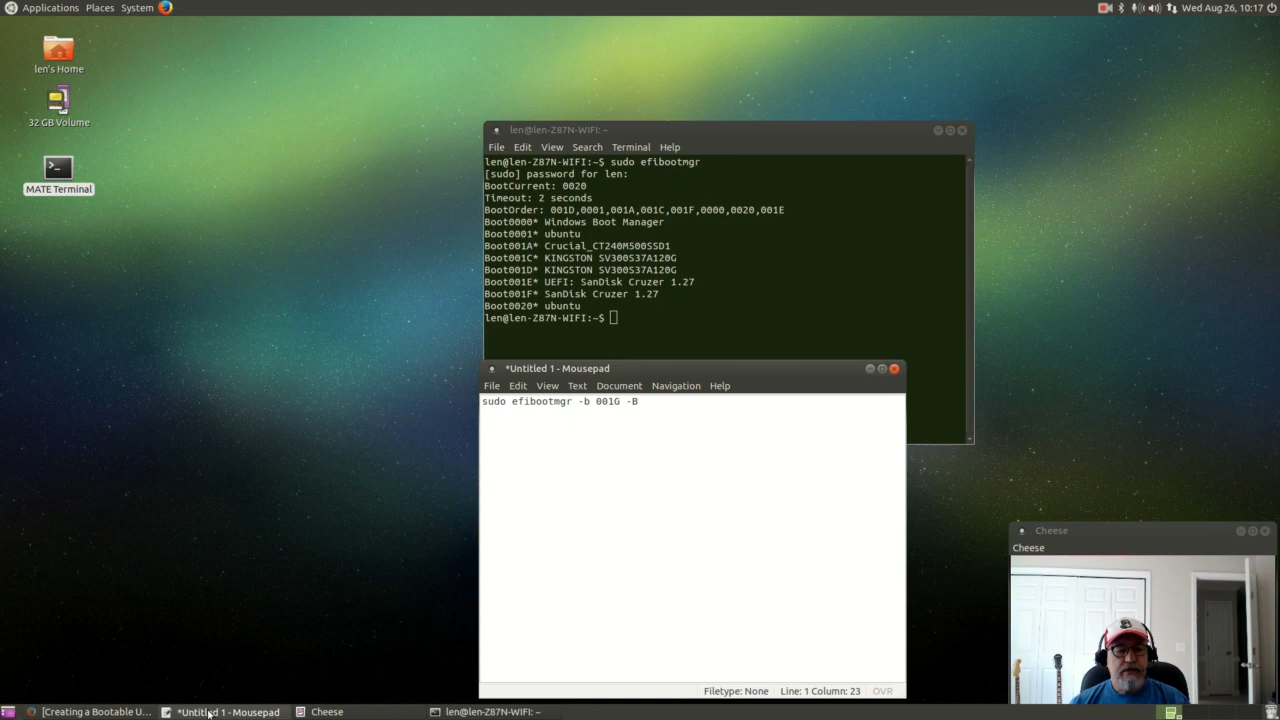 Applications Places System
Wed Aug 26, 10:17
len's Home
32 GB Volume
MATE Terminal
len@len-Z87N-WIFI: ~
File Edit View Search Terminal Help
len@len-Z87N-WIFI:~$ sudo efibootmgr
[sudo] password for len:
BootCurrent: 0020
Timeout: 2 seconds
BootOrder: 001D,0001,001A,001C,001F,0000,0020,001E
Boot0000* Windows Boot Manager
Boot0001* ubuntu
Boot001A* Crucial_CT240M500SSD1
Boot001C* KINGSTON SV300S37A120G
Boot001D* KINGSTON SV300S37A120G
Boot001E* UEFI: SanDisk Cruzer 1.27
Boot001F* SanDisk Cruzer 1.27
Boot0020* ubuntu
len@len-Z87N-WIFI:~$
*Untitled 1 - Mousepad
File Edit View Text Document Navigation Help
sudo efibootmgr -b 001G -B
Filetype: None Line: 1 Column: 23 OVR
Cheese
Cheese
[Creating a Bootable U... *Untitled 1 - Mousepad Cheese len@len-Z87N-WIFI: ~